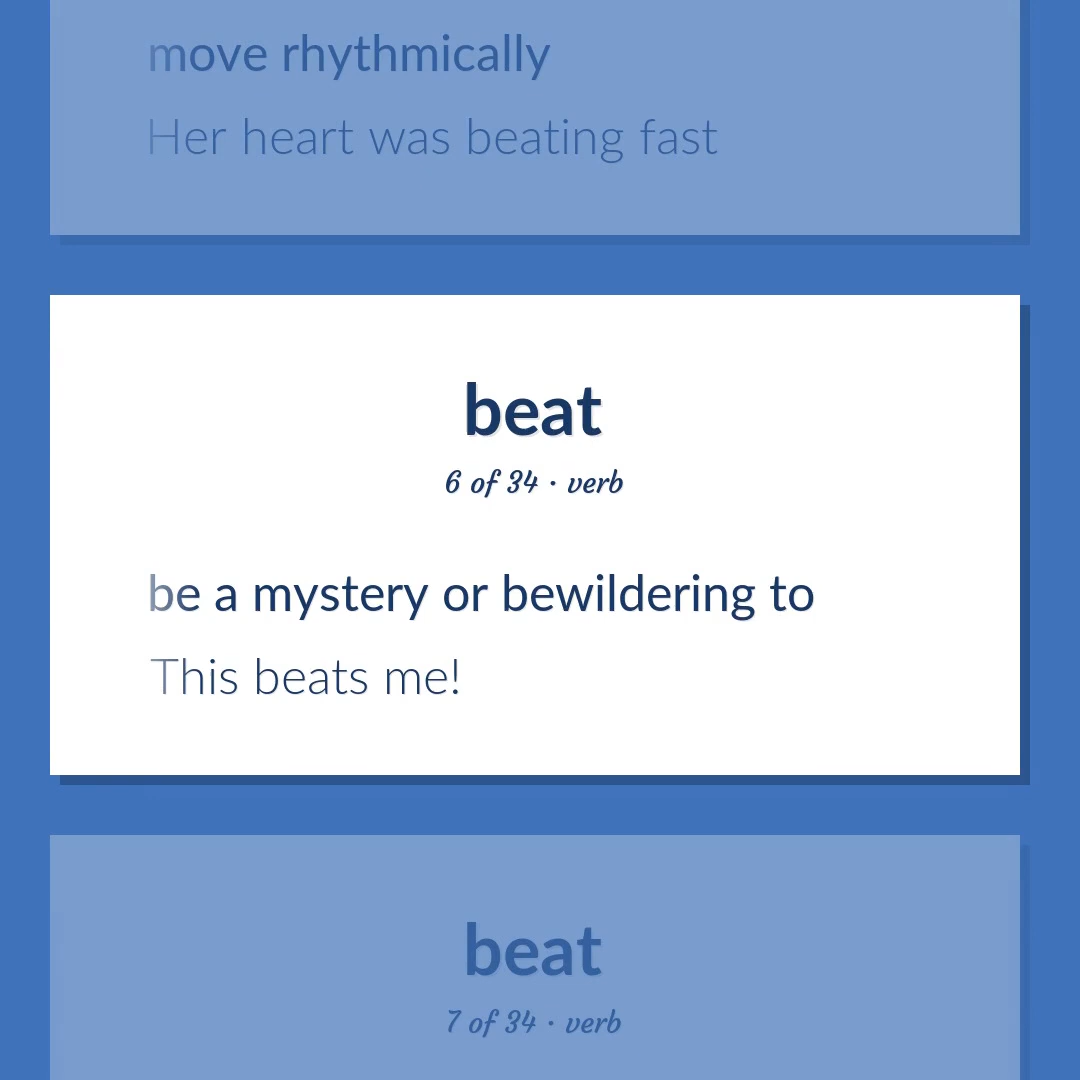 move rhythmically
Her heart was beating fast
beat
6 of 34 · verb
be a mystery or bewildering to
This beats me!
beat
7 of 34 · verb